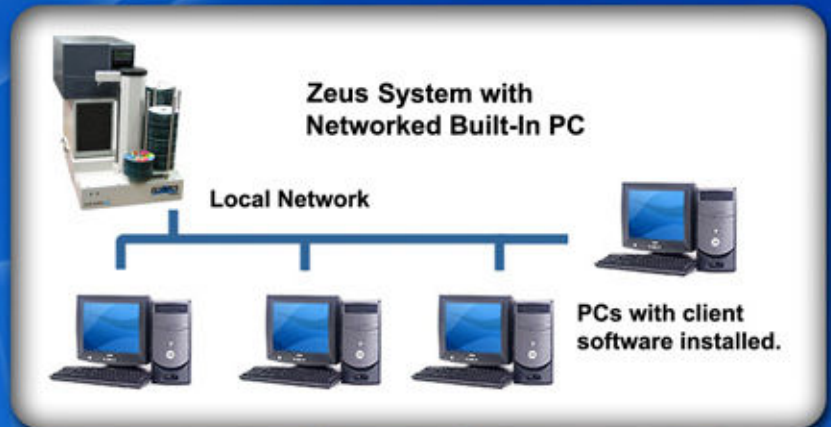 Zeus System with
Networked Built-In PC
Local Network
PCs with client
software installed.